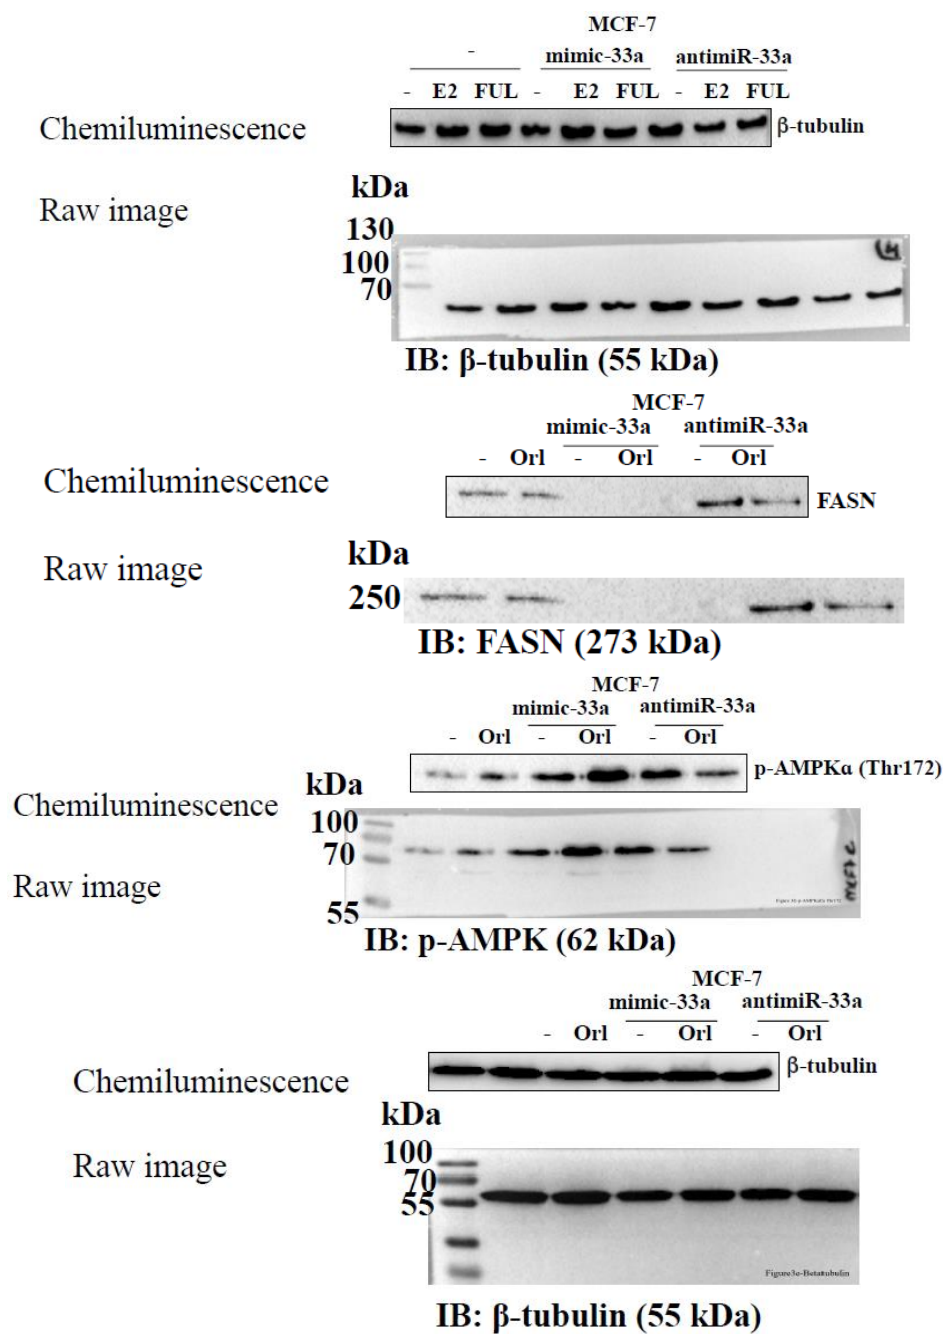 MCF-7
- mimic-33a antimiR-33a
- E2 FUL - E2 FUL - E2 FUL
Chemiluminescence β-tubulin
kDa
Raw image
130
100
70
IB: β-tubulin (55 kDa)
MCF-7
mimic-33a antimiR-33a
- Orl - Orl - Orl
Chemiluminescence FASN
kDa
Raw image
250
IB: FASN (273 kDa)
MCF-7
mimic-33a antimiR-33a
- Orl - Orl - Orl
p-AMPKα (Thr172)
kDa
Chemiluminescence
100
70
Raw image
55
IB: p-AMPK (62 kDa)
MCF-7
mimic-33a antimiR-33a
- Orl - Orl - Orl
Chemiluminescence β-tubulin
kDa
Raw image
100
70
55
Figure3e-Betatubulin
IB: β-tubulin (55 kDa)